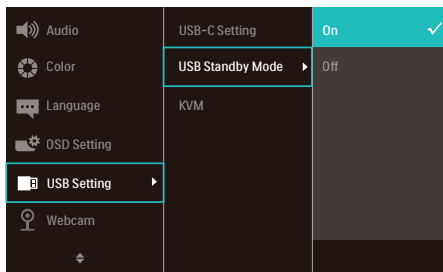 Audio
Color
Language
OSD Setting
USB Setting
Webcam
USB-C Setting
USB Standby Mode
KVM
On
Off